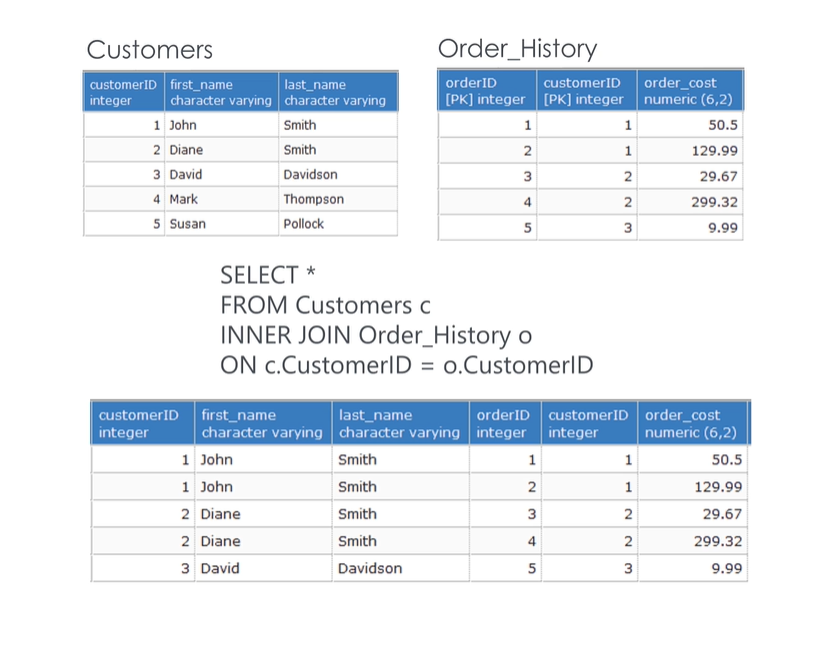 Customers
customerID first_name last_name
integer character varying character varying
1 John Smith
2 Diane Smith
3 David Davidson
4 Mark Thompson
5 Susan Pollock
Order_History
orderID customerID order_cost
[PK] integer [PK] integer numeric (6,2)
1 1 50.5
2 1 129.99
3 2 29.67
4 2 299.32
5 3 9.99
SELECT *
FROM Customers c
INNER JOIN Order_History o
ON c.CustomerID = o.CustomerID
customerID first_name last_name orderID customerID order_cost
integer character varying character varying integer integer numeric (6,2)
1 John Smith 1 1 50.5
1 John Smith 2 1 129.99
2 Diane Smith 3 2 29.67
2 Diane Smith 4 2 299.32
3 David Davidson 5 3 9.99